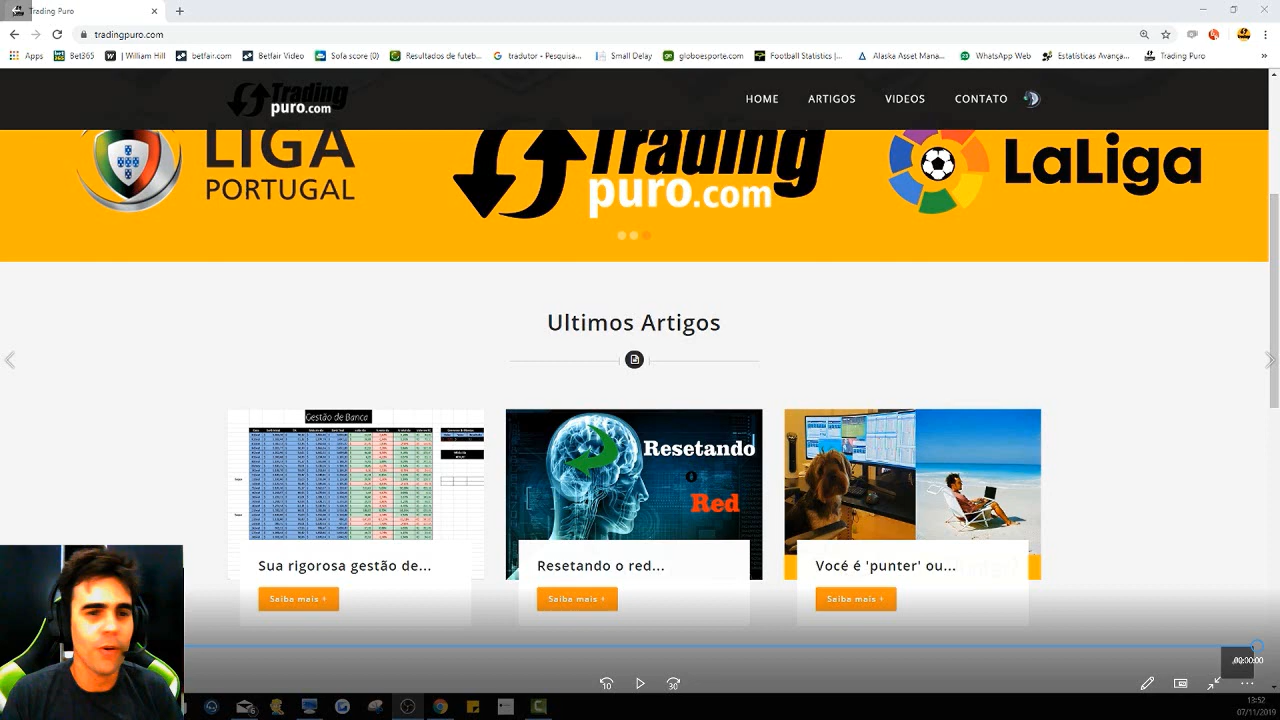 Trading Puro
tradingpuro.com
Apps Bet365 William Hill betfair.com Betfair Video Sofa score (0) Resultados de futeb... tradutor - Pesquisa... Small Delay globoesporte.com Football Statistics |... Alaska Asset Mana... WhatsApp Web Estatísticas Avança... Trading Puro
Trading
puro.com
HOME ARTIGOS VIDEOS CONTATO
LIGA
PORTUGAL
Trading
puro.com
LaLiga
Ultimos Artigos
Gestão de Banca
Resetando
o
Red
Sua rigorosa gestão de...
Resetando o red...
Você é 'punter' ou...
Saiba mais +
Saiba mais +
Saiba mais +
10
30
13:52
07/11/2019